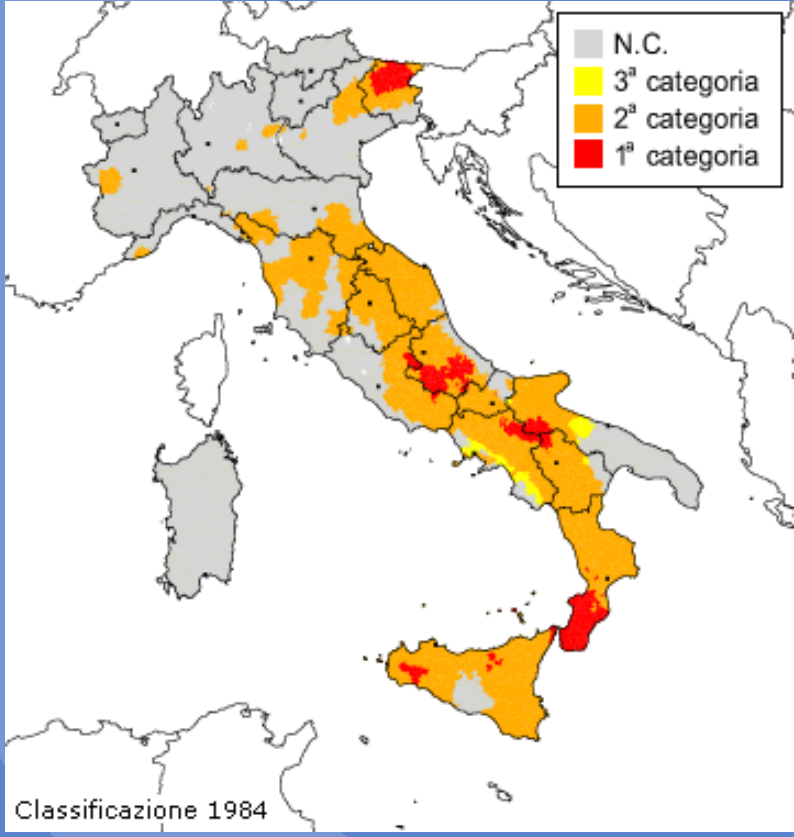 N.C.
3ª categoria
2ª categoria
1ª categoria
Classificazione 1984